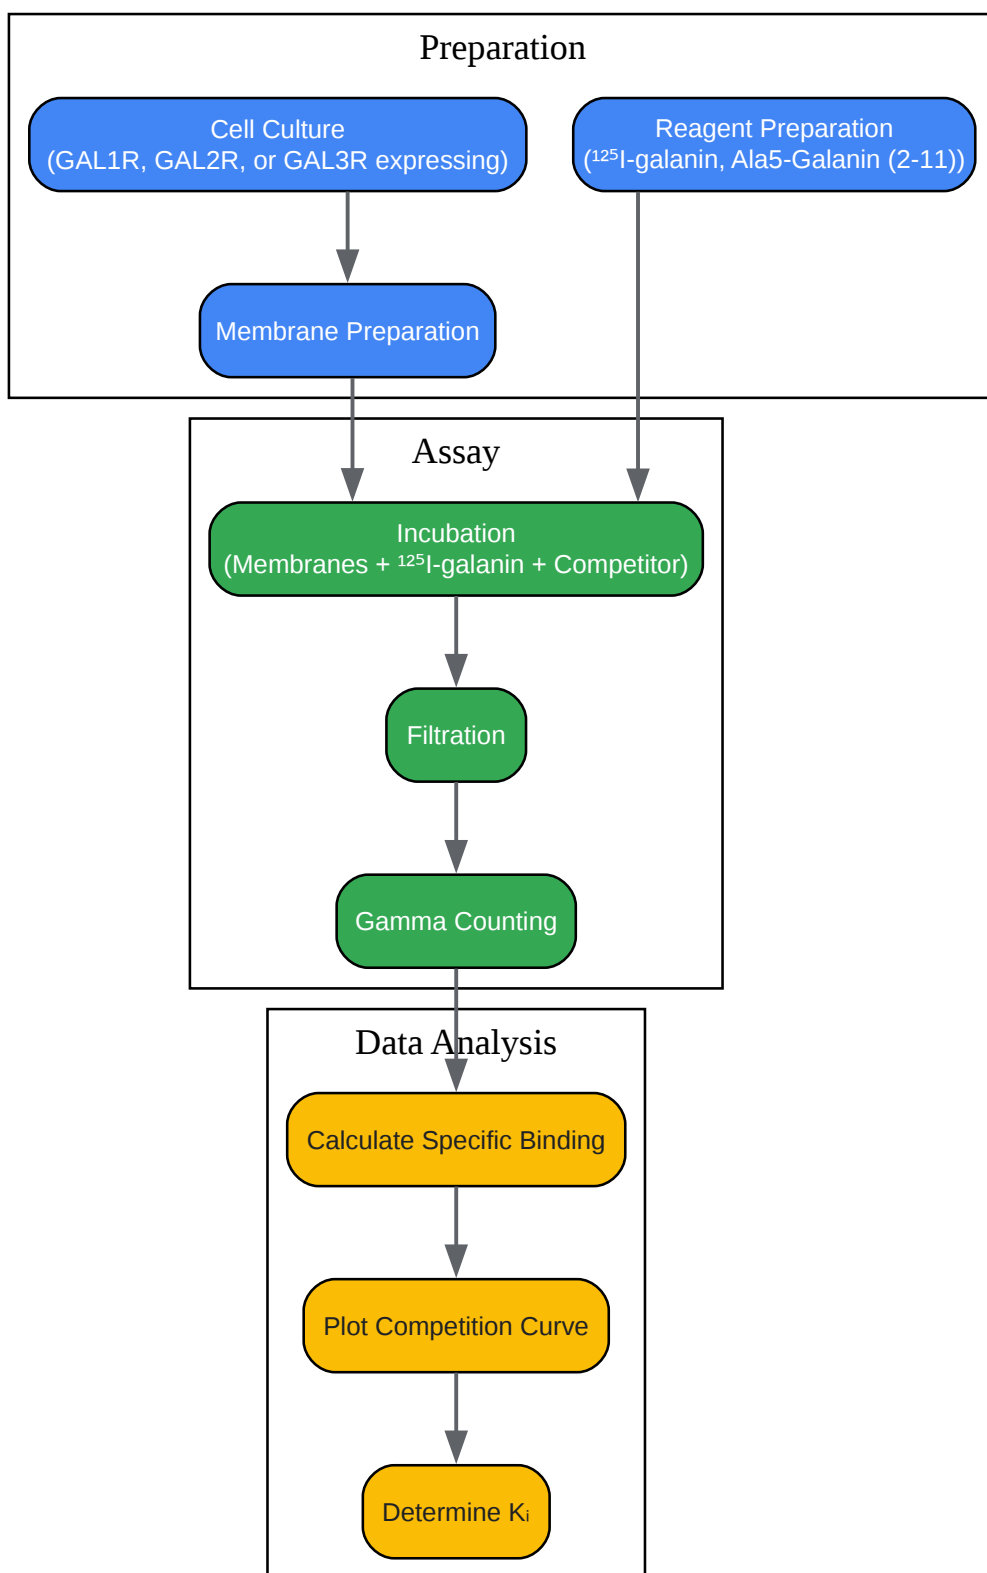 Preparation
Cell Culture
(GAL1R, GAL2R, or GAL3R expressing)
Reagent Preparation
(¹²⁵I-galanin, Ala5-Galanin (2-11))
Membrane Preparation
Assay
Incubation
(Membranes + ¹²⁵I-galanin + Competitor)
Filtration
Gamma Counting
Data Analysis
Calculate Specific Binding
Plot Competition Curve
Determine Kᵢ